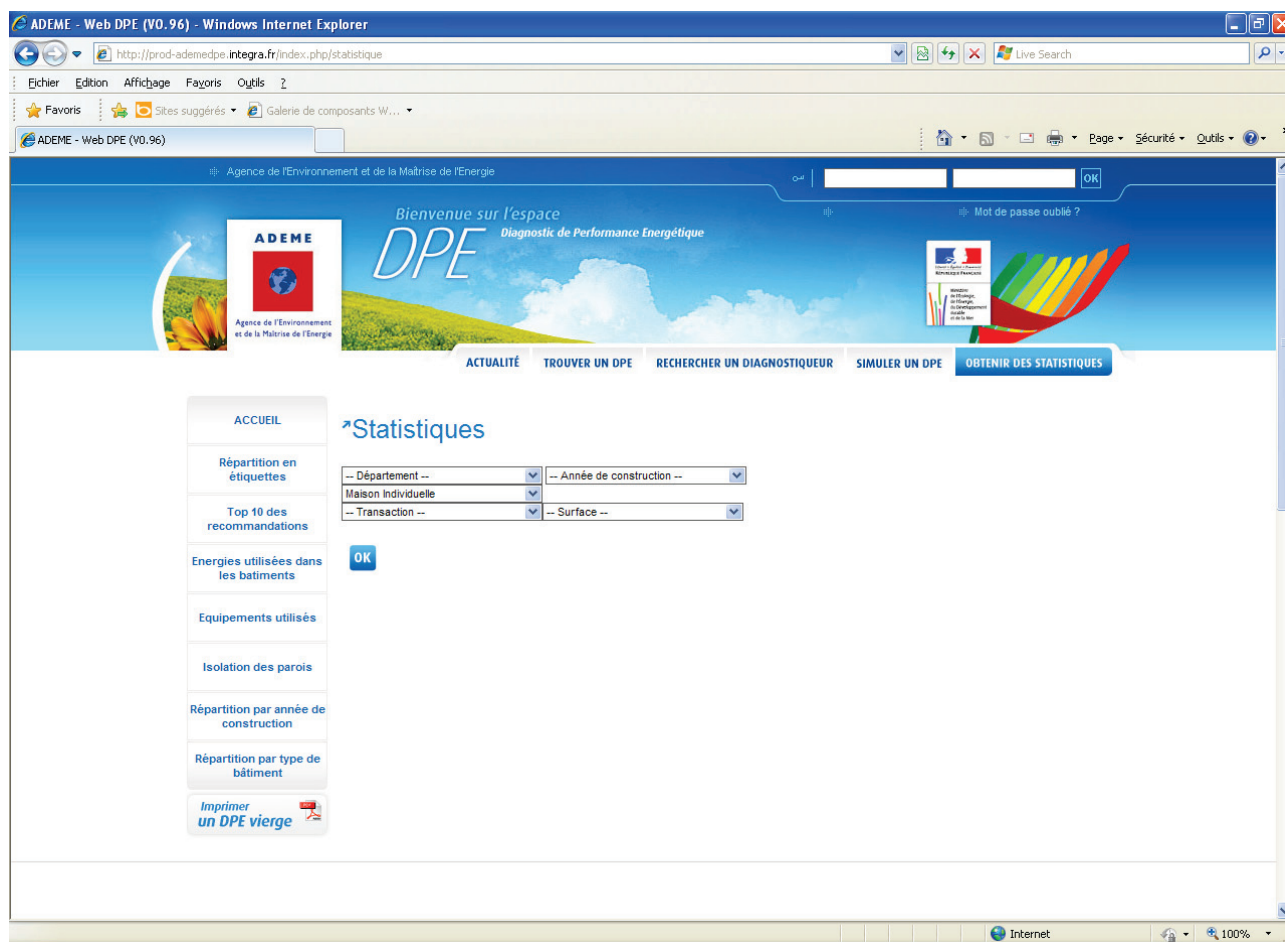 ADEME - Web DPE (V0.96) - Windows Internet Explorer
http://prod-ademedpe.integra.fr/index.php/statistique
Live Search
Eichier Edition Affichage Favoris Outils ?
Favoris Sites suggérés Galerie de composants W...
ADEME - Web DPE (V0.96)
Page Sécurité Outils
Agence de l'Environnement et de la Maîtrise de l'Energie
OK
Mot de passe oublié ?
Bienvenue sur l'espace
DPE Diagnostic de Performance Energétique
ADEME
Agence de l'Environnement
et de la Maîtrise de l'Energie
ACTUALITÉ TROUVER UN DPE RECHERCHER UN DIAGNOSTIQUEUR SIMULER UN DPE OBTENIR DES STATISTIQUES
ACCUEIL
Répartition en
étiquettes
Top 10 des
recommandations
Energies utilisées dans
les batiments
Equipements utilisés
Isolation des parois
Répartition par année de
construction
Répartition par type de
bâtiment
Imprimer
un DPE vierge
Statistiques
-- Département -- -- Année de construction --
Maison Individuelle
-- Transaction -- -- Surface --
OK
Internet 100%